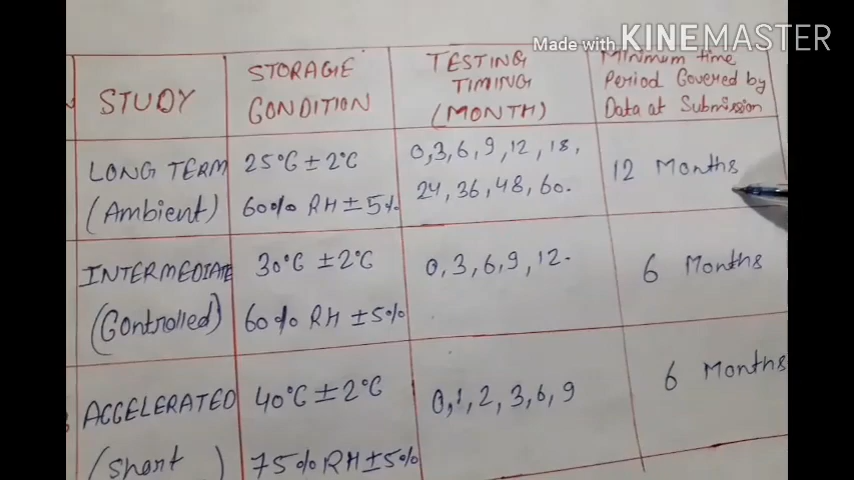 Made with KINEMASTER
STUDY
STORAGE
CONDITION
TESTING
TIMING
(MONTH)
Minimum time
Period Covered by
Data at Submission
LONG TERM
(Ambient)
25°C ± 2°C
60% RH ± 5%
0,3,6,9,12,18,
24,36,48,60.
12 Months
INTERMEDIATE
(Controlled)
30°C ±2°C
60% RH ±5%
0,3,6,9,12.
6 Months
ACCELERATED
(Short )
40°C ±2°C
75% RH±5%
0,1,2,3,6,9
6 Months